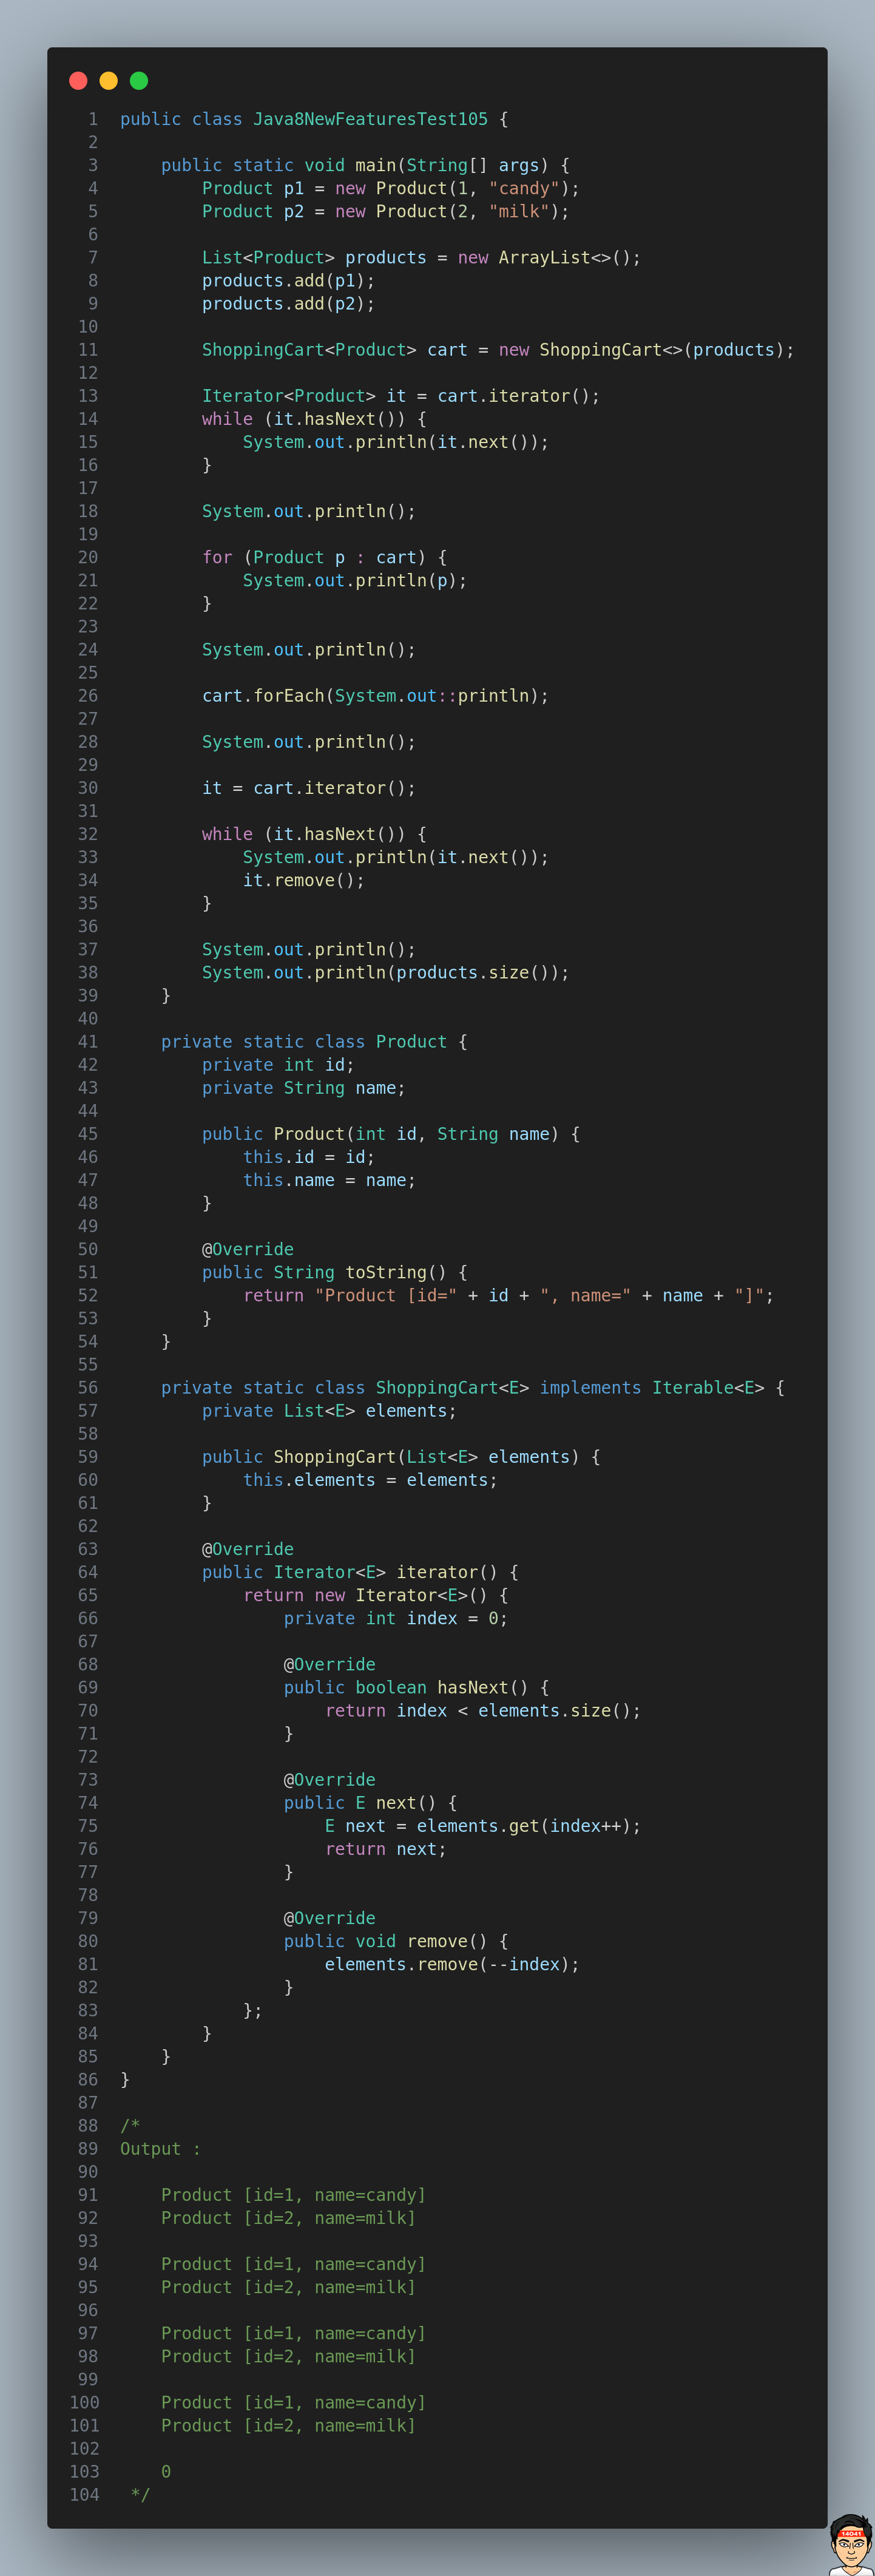 1 public class Java8NewFeaturesTest105 {
2
3     public static void main(String[] args) {
4         Product p1 = new Product(1, "candy");
5         Product p2 = new Product(2, "milk");
6
7         List<Product> products = new ArrayList<>();
8         products.add(p1);
9         products.add(p2);
10
11         ShoppingCart<Product> cart = new ShoppingCart<>(products);
12
13         Iterator<Product> it = cart.iterator();
14         while (it.hasNext()) {
15             System.out.println(it.next());
16         }
17
18         System.out.println();
19
20         for (Product p : cart) {
21             System.out.println(p);
22         }
23
24         System.out.println();
25
26         cart.forEach(System.out::println);
27
28         System.out.println();
29
30         it = cart.iterator();
31
32         while (it.hasNext()) {
33             System.out.println(it.next());
34             it.remove();
35         }
36
37         System.out.println();
38         System.out.println(products.size());
39     }
40
41     private static class Product {
42         private int id;
43         private String name;
44
45         public Product(int id, String name) {
46             this.id = id;
47             this.name = name;
48         }
49
50         @Override
51         public String toString() {
52             return "Product [id=" + id + ", name=" + name + "]";
53         }
54     }
55
56     private static class ShoppingCart<E> implements Iterable<E> {
57         private List<E> elements;
58
59         public ShoppingCart(List<E> elements) {
60             this.elements = elements;
61         }
62
63         @Override
64         public Iterator<E> iterator() {
65             return new Iterator<E>() {
66                 private int index = 0;
67
68                 @Override
69                 public boolean hasNext() {
70                     return index < elements.size();
71                 }
72
73                 @Override
74                 public E next() {
75                     E next = elements.get(index++);
76                     return next;
77                 }
78
79                 @Override
80                 public void remove() {
81                     elements.remove(--index);
82                 }
83             };
84         }
85     }
86 }
87
88 /*
89 Output :
90
91     Product [id=1, name=candy]
92     Product [id=2, name=milk]
93
94     Product [id=1, name=candy]
95     Product [id=2, name=milk]
96
97     Product [id=1, name=candy]
98     Product [id=2, name=milk]
99
100     Product [id=1, name=candy]
101     Product [id=2, name=milk]
102
103     0
104  */
14041